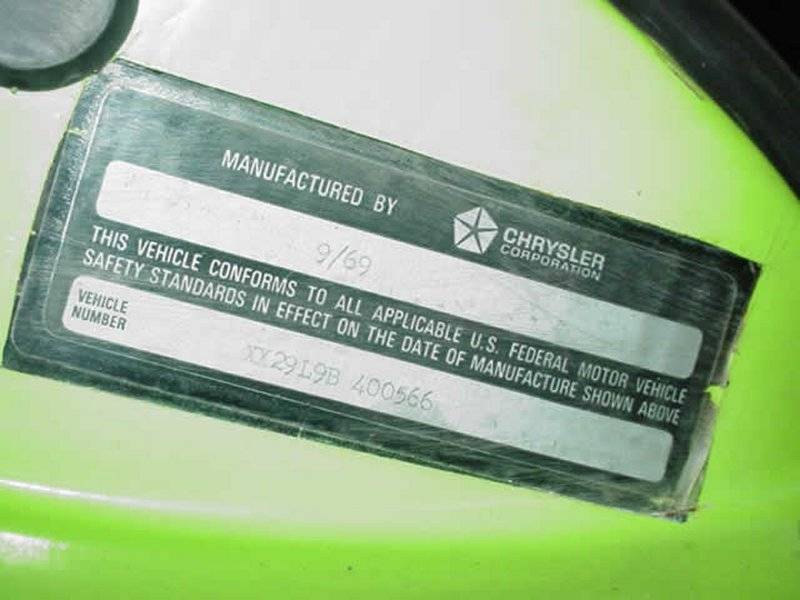 MANUFACTURED BY
CHRYSLER
CORPORATION
9/69
THIS VEHICLE CONFORMS TO ALL APPLICABLE U.S. FEDERAL MOTOR VEHICLE
SAFETY STANDARDS IN EFFECT ON THE DATE OF MANUFACTURE SHOWN ABOVE
VEHICLE
NUMBER
XX29L9B 400566